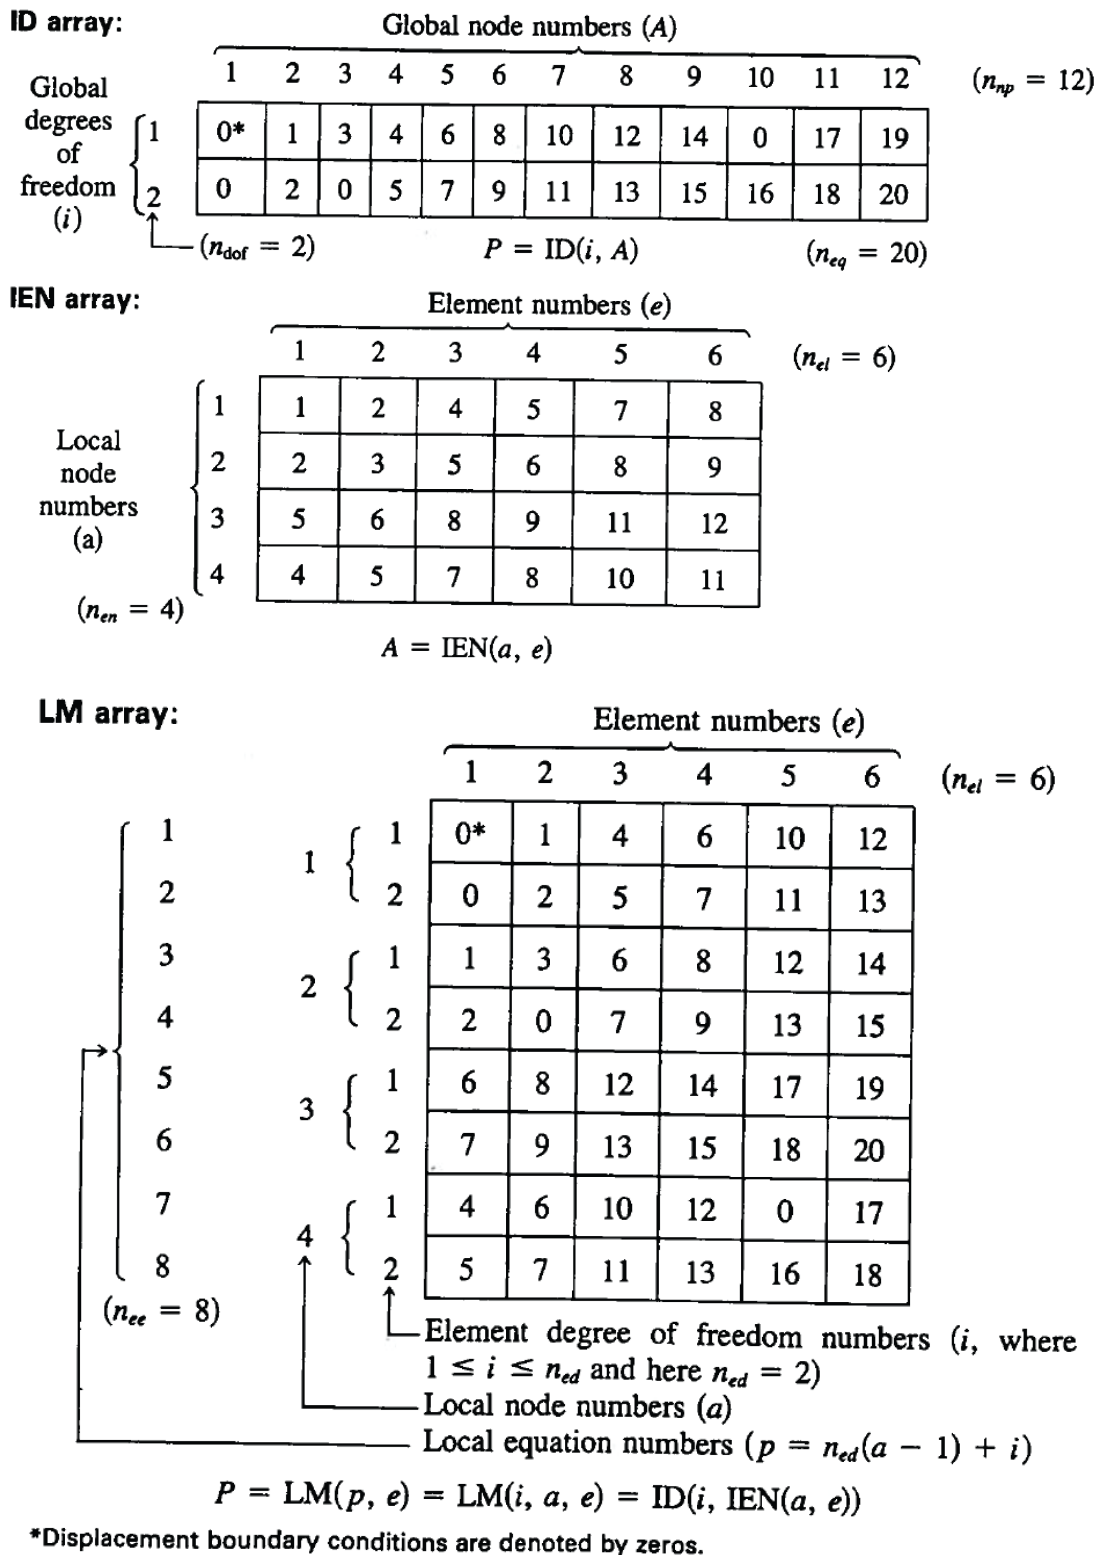 ID array:
Global node numbers (A)
1 2 3 4 5 6 7 8 9 10 11 12 (n_np = 12)
Global
degrees
of
freedom
(i)
1 0* 1 3 4 6 8 10 12 14 0 17 19
2 0 2 0 5 7 9 11 13 15 16 18 20
(n_dof = 2) P = ID(i, A) (n_eq = 20)
IEN array:
Element numbers (e)
1 2 3 4 5 6 (n_el = 6)
Local
node
numbers
(a)
1 1 2 4 5 7 8
2 2 3 5 6 8 9
3 5 6 8 9 11 12
4 4 5 7 8 10 11
(n_en = 4)
A = IEN(a, e)
LM array:
Element numbers (e)
1 2 3 4 5 6 (n_el = 6)
1 1 1 0* 1 4 6 10 12
2 2 0 2 5 7 11 13
3 2 1 1 3 6 8 12 14
4 2 2 0 7 9 13 15
5 3 1 6 8 12 14 17 19
6 2 7 9 13 15 18 20
7 4 1 4 6 10 12 0 17
8 2 5 7 11 13 16 18
(n_ee = 8)
Element degree of freedom numbers (i, where
1 ≤ i ≤ n_ed and here n_ed = 2)
Local node numbers (a)
Local equation numbers (p = n_ed(a − 1) + i)
P = LM(p, e) = LM(i, a, e) = ID(i, IEN(a, e))
*Displacement boundary conditions are denoted by zeros.